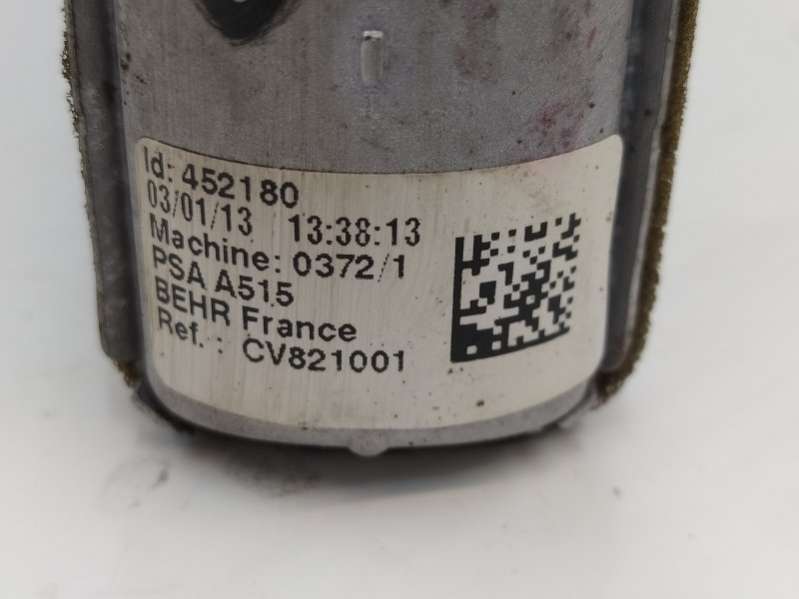 Id: 452180
03/01/13 13:38:13
Machine: 0372/1
PSA A515
BEHR France
Ref. : CV821001